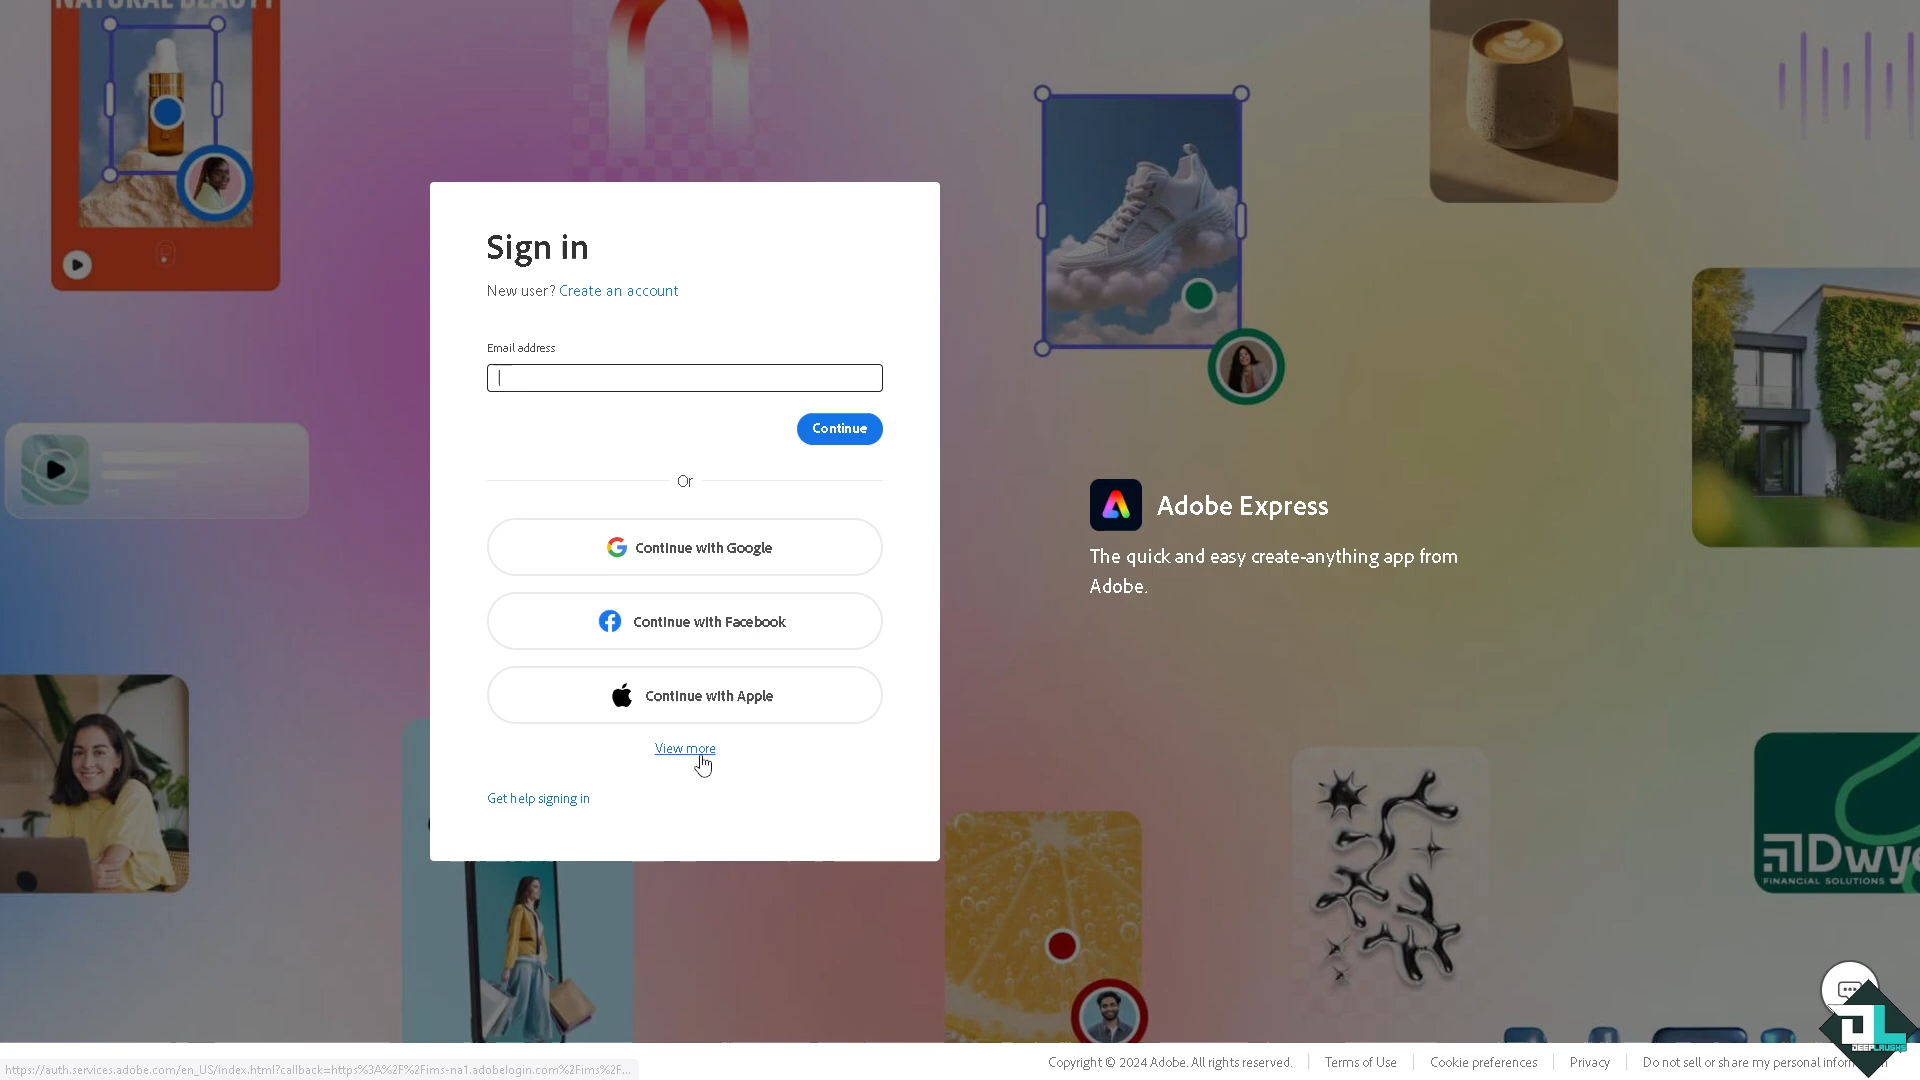 NATURAL BEAUTY
Sign in
New user? Create an account
Email address
Continue
Or
Continue with Google
Continue with Facebook
Continue with Apple
View more
Get help signing in
Adobe Express
The quick and easy create-anything app from
Adobe.
Dwye
FINANCIAL SOLUTIONS
DEEPLAUGHS
Copyright © 2024 Adobe. All rights reserved.
Terms of Use
Cookie preferences
Privacy
Do not sell or share my personal infor
https://auth.services.adobe.com/en_US/index.html?callback=https%3A%2F%2Fims-na1.adobelogin.com%2Fims%2F...